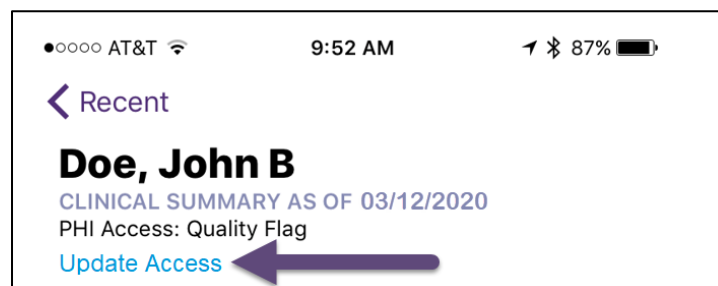 AT&T 9:52 AM 87%
Recent
Doe, John B
CLINICAL SUMMARY AS OF 03/12/2020
PHI Access: Quality Flag
Update Access